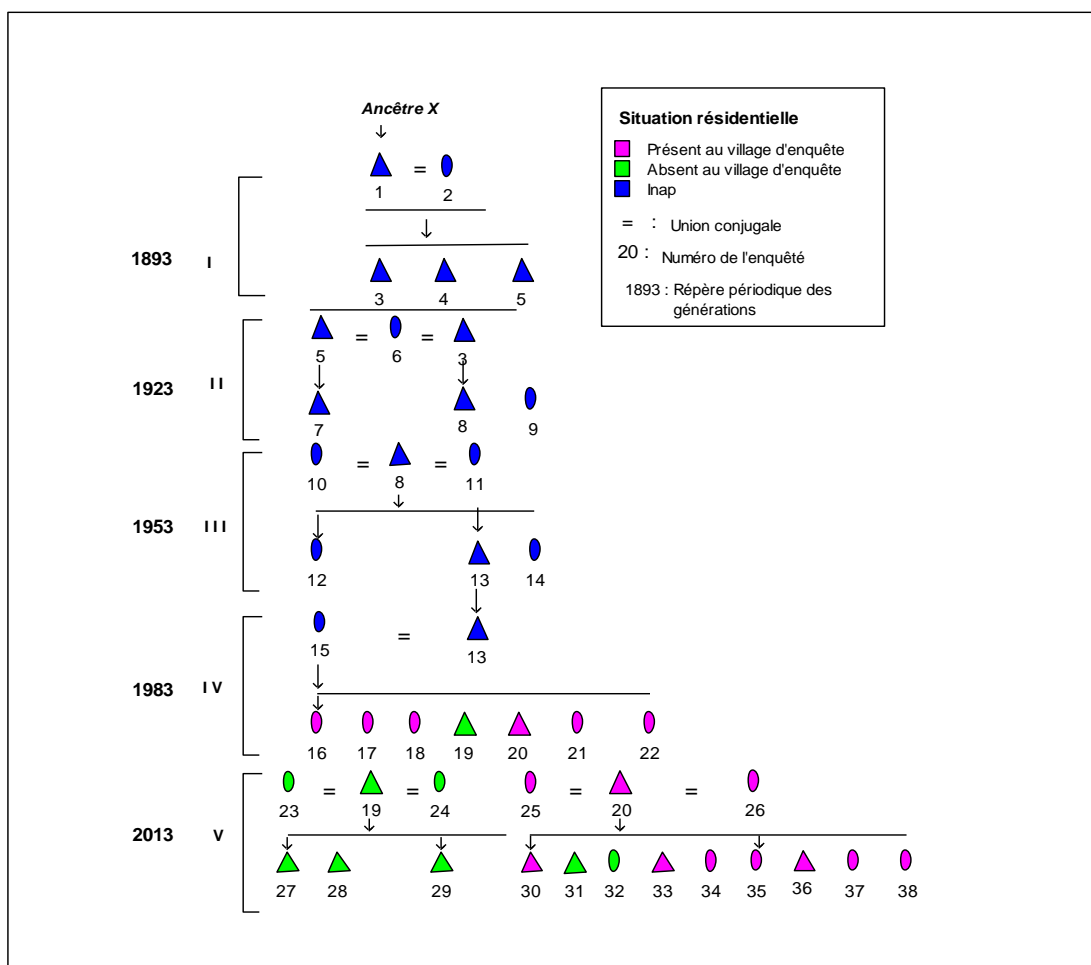 Ancêtre X
Situation résidentielle
Présent au village d'enquête
Absent au village d'enquête
Inap
= : Union conjugale
20 : Numéro de l'enquêté
1893 : Répère périodique des
générations
1 = 2
1893 I
3 4 5
5 = 6 = 3
1923 II
7 8 9
10 = 8 = 11
1953 III
12 13 14
15 = 13
1983 IV
16 17 18 19 20 21 22
23 = 19 = 24 25 = 20 = 26
2013 V
27 28 29 30 31 32 33 34 35 36 37 38